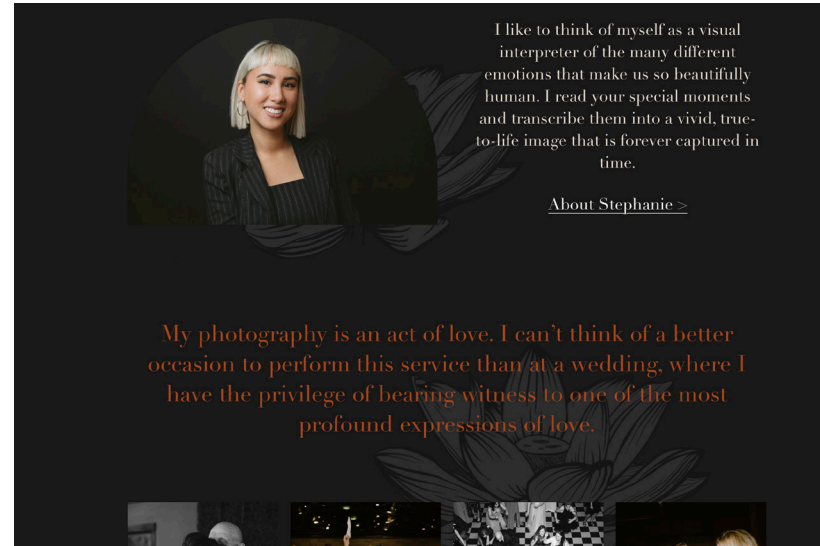 I like to think of myself as a visual
interpreter of the many different
emotions that make us so beautifully
human. I read your special moments
and transcribe them into a vivid, true-
to-life image that is forever captured in
time.
About Stephanie >
My photography is an act of love. I can’t think of a better
occasion to perform this service than at a wedding, where I
have the privilege of bearing witness to one of the most
profound expressions of love.